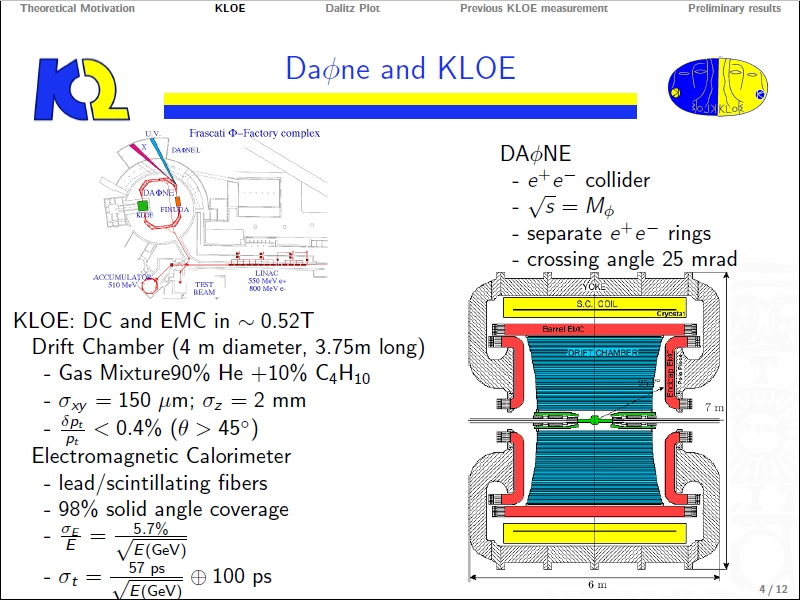 Theoretical Motivation KLOE Dalitz Plot Previous KLOE measurement Preliminary results
Daϕne and KLOE
KLOE
U.V.
Frascati Φ–Factory complex
X
DAΦNE-L
DAΦNE
KLOE
FINUDA
ACCUMULATOR
510 MeV
TEST
BEAM
LINAC
550 MeV e+
800 MeV e-
DAϕNE
- e⁺e⁻ collider
- √s = Mϕ
- separate e⁺e⁻ rings
- crossing angle 25 mrad
KLOE: DC and EMC in ∼ 0.52T
Drift Chamber (4 m diameter, 3.75m long)
- Gas Mixture90% He +10% C₄H₁₀
- σxy = 150 μm; σz = 2 mm
- δpt/pt < 0.4% (θ > 45°)
Electromagnetic Calorimeter
- lead/scintillating fibers
- 98% solid angle coverage
- σE/E = 5.7%/√E(GeV)
- σt = 57 ps/√E(GeV) ⊕ 100 ps
YOKE
S.C. COIL
Cryostat
Barrel EMC
DRIFT CHAMBER
Endcap EMC
Pole Piece
7 m
6 m
4 / 12